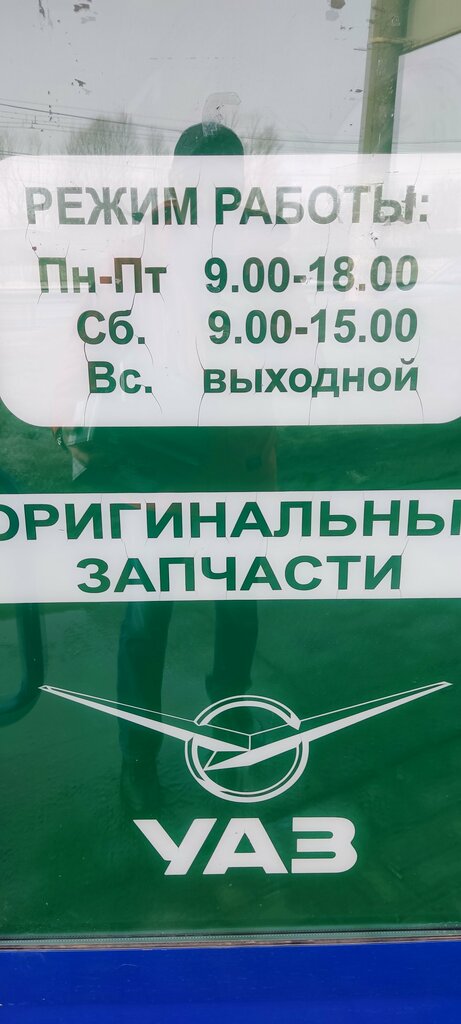 РЕЖИМ РАБОТЫ:
Пн-Пт 9.00-18.00
Сб. 9.00-15.00
Вс. выходной
ОРИГИНАЛЬНЫ
ЗАПЧАСТИ
УАЗ